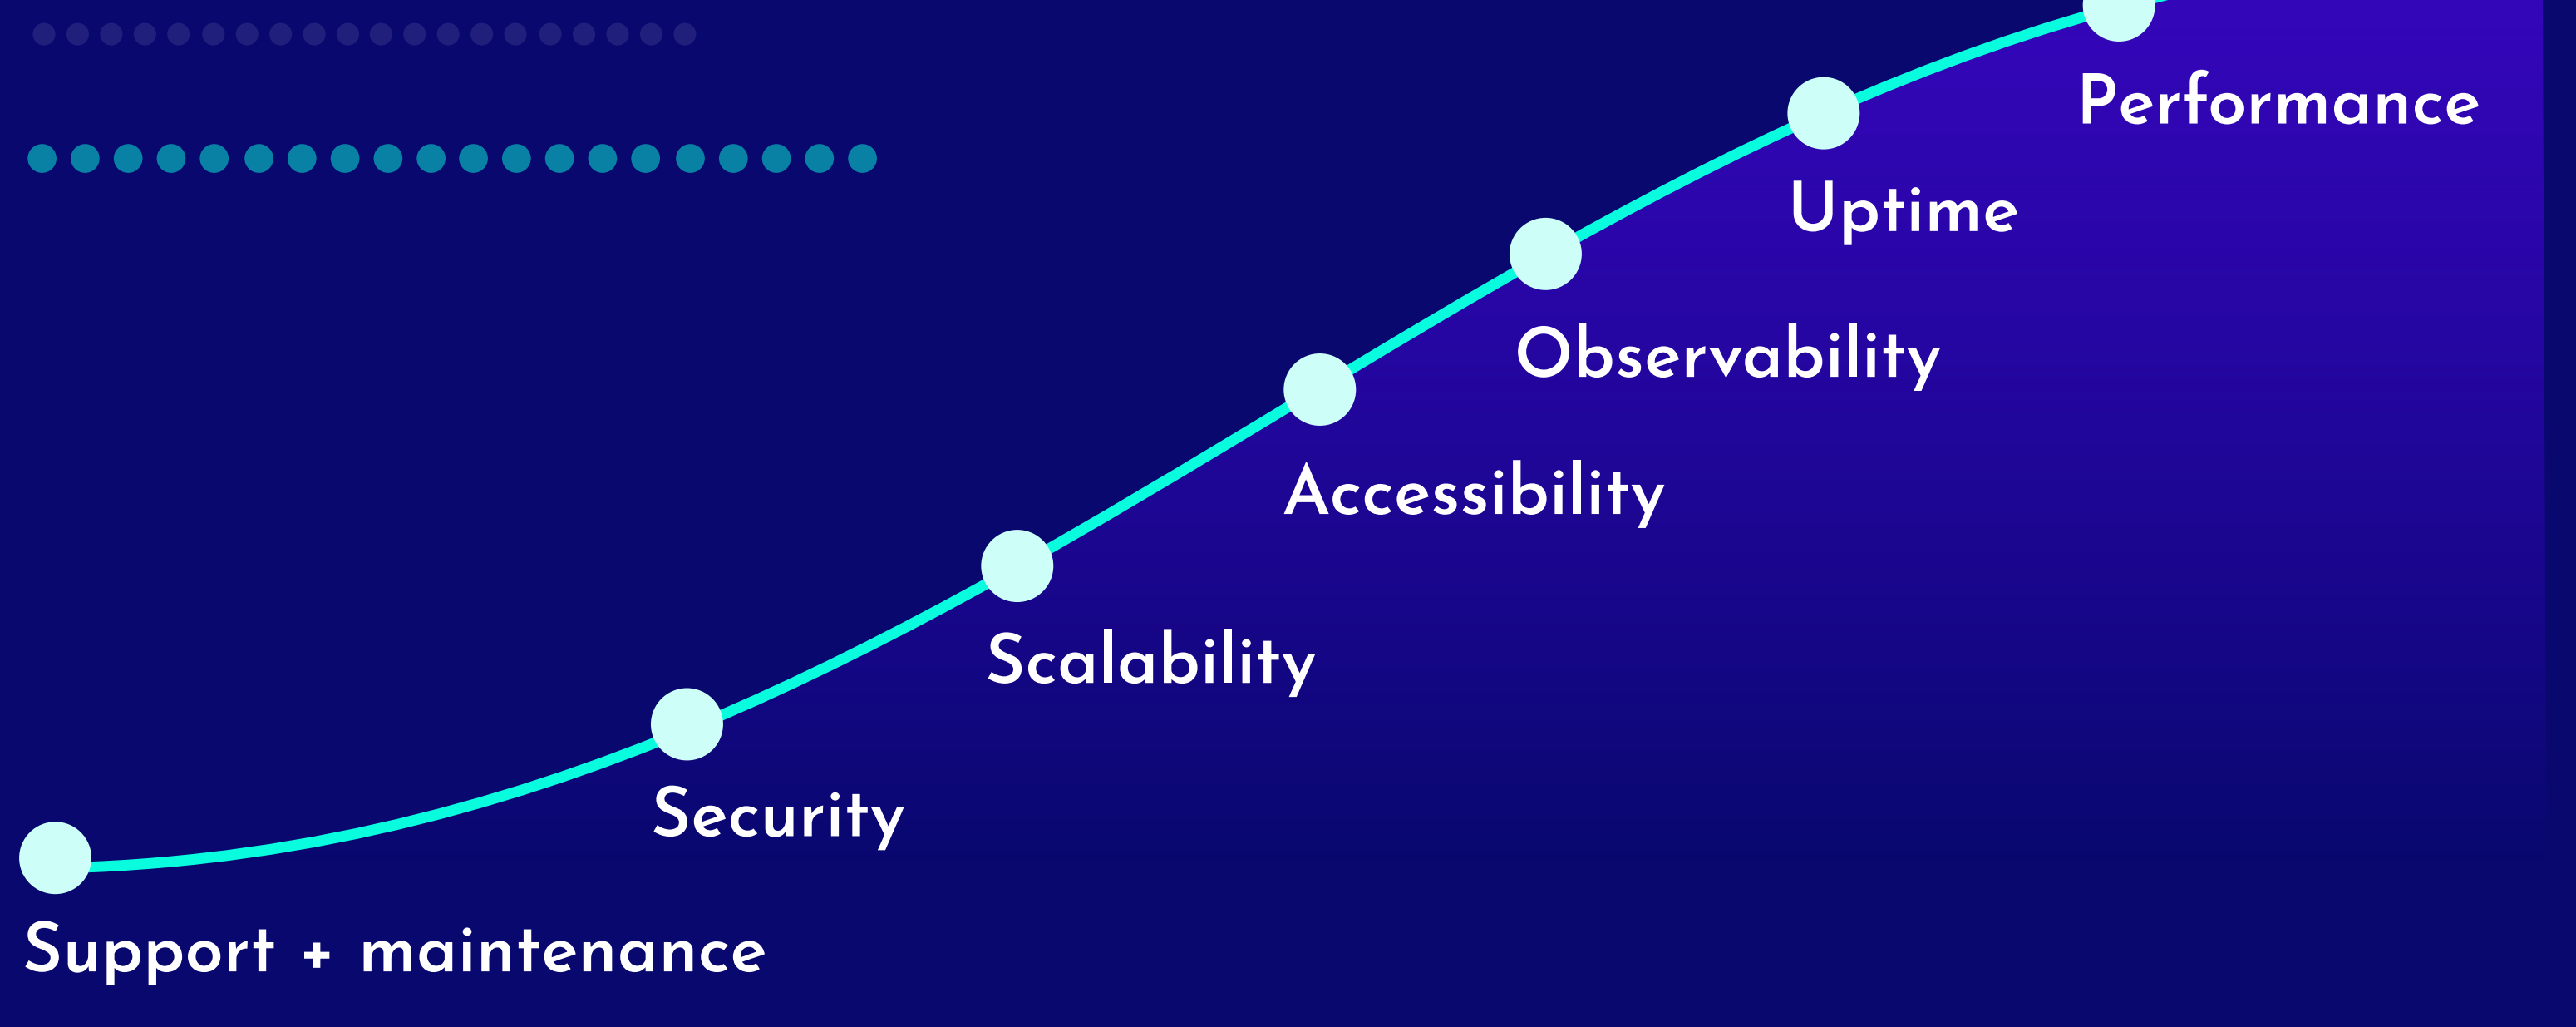 Performance
Uptime
Observability
Accessibility
Scalability
Security
Support + maintenance